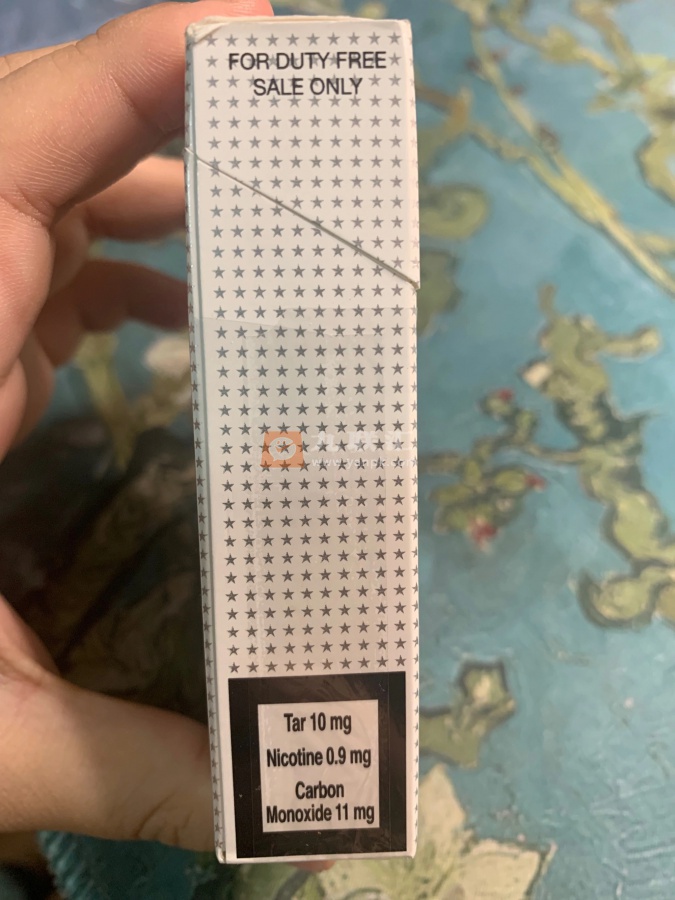 FOR DUTY FREE
SALE ONLY
Tar 10 mg
Nicotine 0.9 mg
Carbon
Monoxide 11 mg